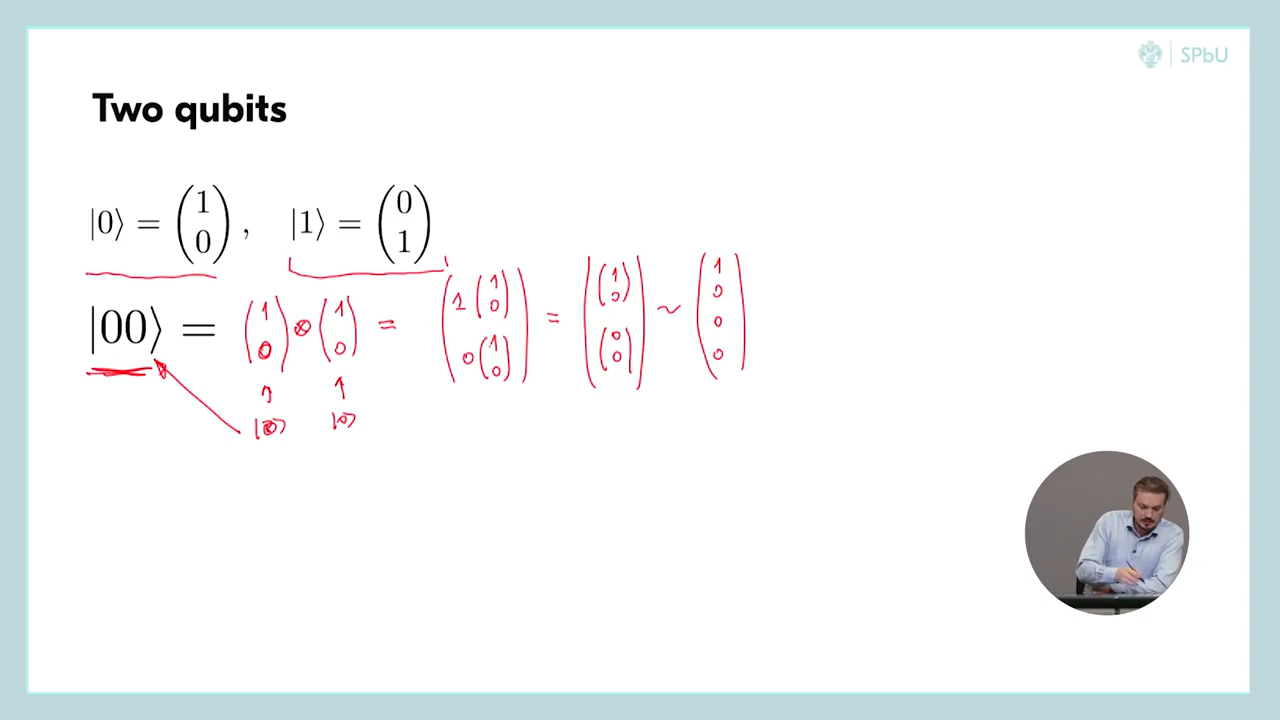 SPbU
Two qubits
|0⟩ = (1 0), |1⟩ = (0 1)
|00⟩ = (1 0) ⊗ (1 0) = (1 (1 0) 0 (1 0)) = ((1 0) (0 0)) ~ (1 0 0 0)
↑ ↑
|0⟩ |0⟩